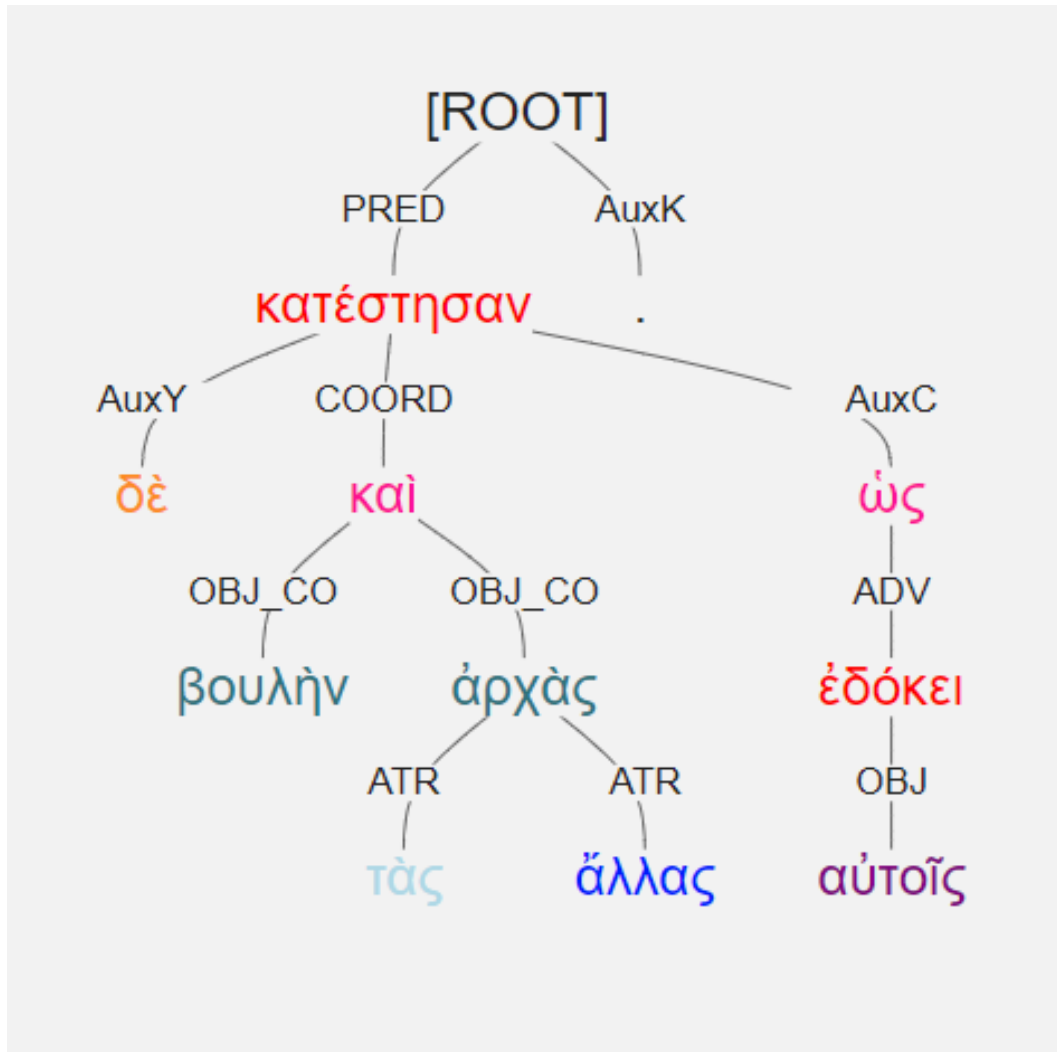 [ROOT]
PRED AuxK
κατέστησαν .
AuxY COORD AuxC
δὲ καὶ ὡς
OBJ_CO OBJ_CO ADV
βουλὴν ἀρχὰς ἐδόκει
ATR ATR OBJ
τὰς ἄλλας αὐτοῖς